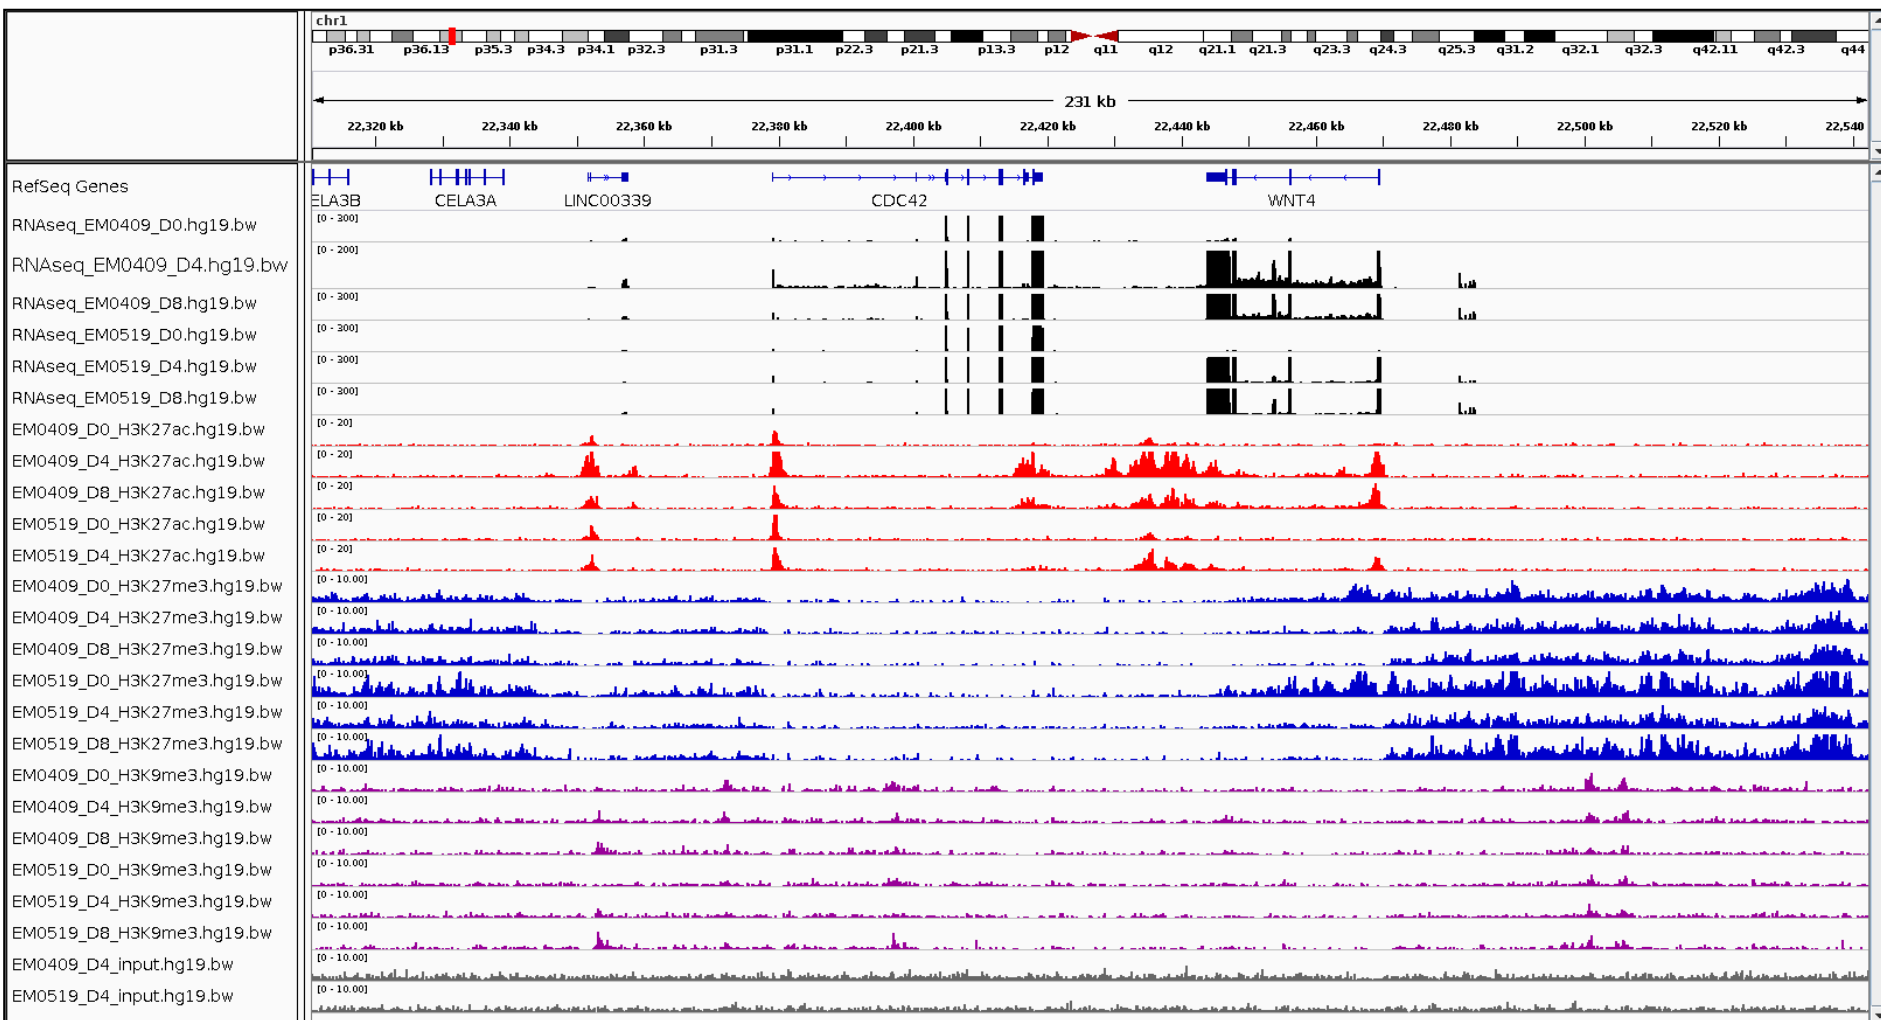 chr1
p36.31 p36.13 p35.3 p34.3 p34.1 p32.3 p31.3 p31.1 p22.3 p21.3 p13.3 p12 q11 q12 q21.1 q21.3 q23.3 q24.3 q25.3 q31.2 q32.1 q32.3 q42.11 q42.3 q44
231 kb
22,320 kb 22,340 kb 22,360 kb 22,380 kb 22,400 kb 22,420 kb 22,440 kb 22,460 kb 22,480 kb 22,500 kb 22,520 kb 22,540
RefSeq Genes
ELA3B CELA3A LINC00339 CDC42 WNT4
RNAseq_EM0409_D0.hg19.bw [0 - 300]
RNAseq_EM0409_D4.hg19.bw [0 - 200]
RNAseq_EM0409_D8.hg19.bw [0 - 300]
RNAseq_EM0519_D0.hg19.bw [0 - 300]
RNAseq_EM0519_D4.hg19.bw [0 - 300]
RNAseq_EM0519_D8.hg19.bw [0 - 300]
EM0409_D0_H3K27ac.hg19.bw [0 - 20]
EM0409_D4_H3K27ac.hg19.bw [0 - 20]
EM0409_D8_H3K27ac.hg19.bw [0 - 20]
EM0519_D0_H3K27ac.hg19.bw [0 - 20]
EM0519_D4_H3K27ac.hg19.bw [0 - 20]
EM0409_D0_H3K27me3.hg19.bw [0 - 10.00]
EM0409_D4_H3K27me3.hg19.bw [0 - 10.00]
EM0409_D8_H3K27me3.hg19.bw [0 - 10.00]
EM0519_D0_H3K27me3.hg19.bw [0 - 10.00]
EM0519_D4_H3K27me3.hg19.bw [0 - 10.00]
EM0519_D8_H3K27me3.hg19.bw [0 - 10.00]
EM0409_D0_H3K9me3.hg19.bw [0 - 10.00]
EM0409_D4_H3K9me3.hg19.bw [0 - 10.00]
EM0409_D8_H3K9me3.hg19.bw [0 - 10.00]
EM0519_D0_H3K9me3.hg19.bw [0 - 10.00]
EM0519_D4_H3K9me3.hg19.bw [0 - 10.00]
EM0519_D8_H3K9me3.hg19.bw [0 - 10.00]
EM0409_D4_input.hg19.bw [0 - 10.00]
EM0519_D4_input.hg19.bw [0 - 10.00]